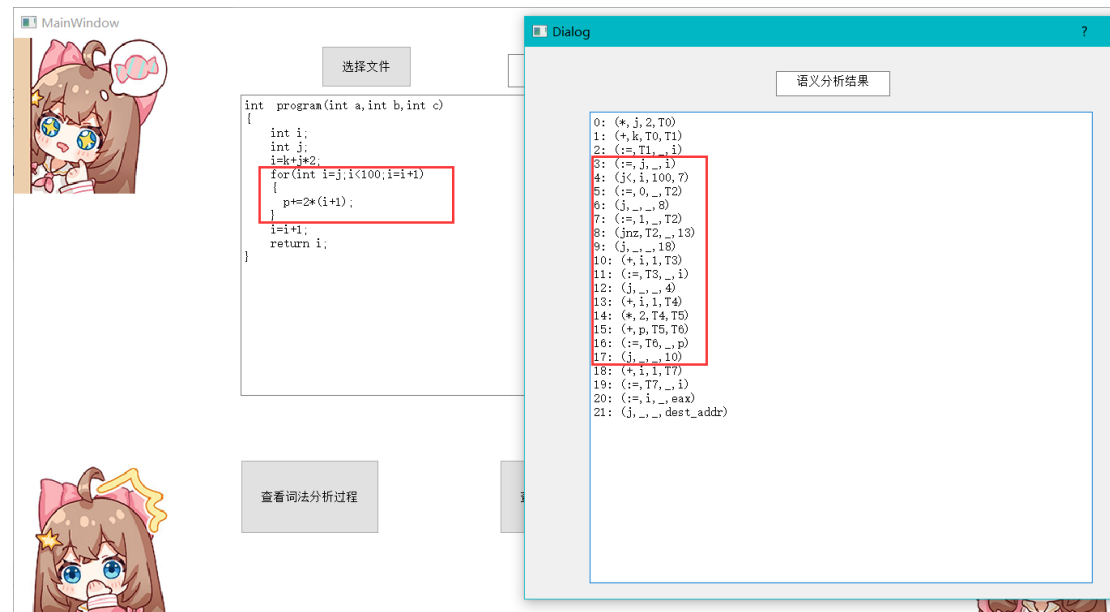 MainWindow
选择文件
int  program(int a,int b,int c)
{
    int i;
    int j;
    i=k+j*2;
    for(int i=j;i<100;i=i+1)
    {
      p+=2*(i+1);
    }
    i=i+1;
    return i;
}
查看词法分析过程
Dialog
?
语义分析结果
0: (*,j,2,T0)
1: (+,k,T0,T1)
2: (:=,T1,_,i)
3: (:=,j,_,i)
4: (j<,i,100,7)
5: (:=,0,_,T2)
6: (j,_,_,8)
7: (:=,1,_,T2)
8: (jnz,T2,_,13)
9: (j,_,_,18)
10: (+,i,1,T3)
11: (:=,T3,_,i)
12: (j,_,_,4)
13: (+,i,1,T4)
14: (*,2,T4,T5)
15: (+,p,T5,T6)
16: (:=,T6,_,p)
17: (j,_,_,10)
18: (+,i,1,T7)
19: (:=,T7,_,i)
20: (:=,i,_,eax)
21: (j,_,_,dest_addr)